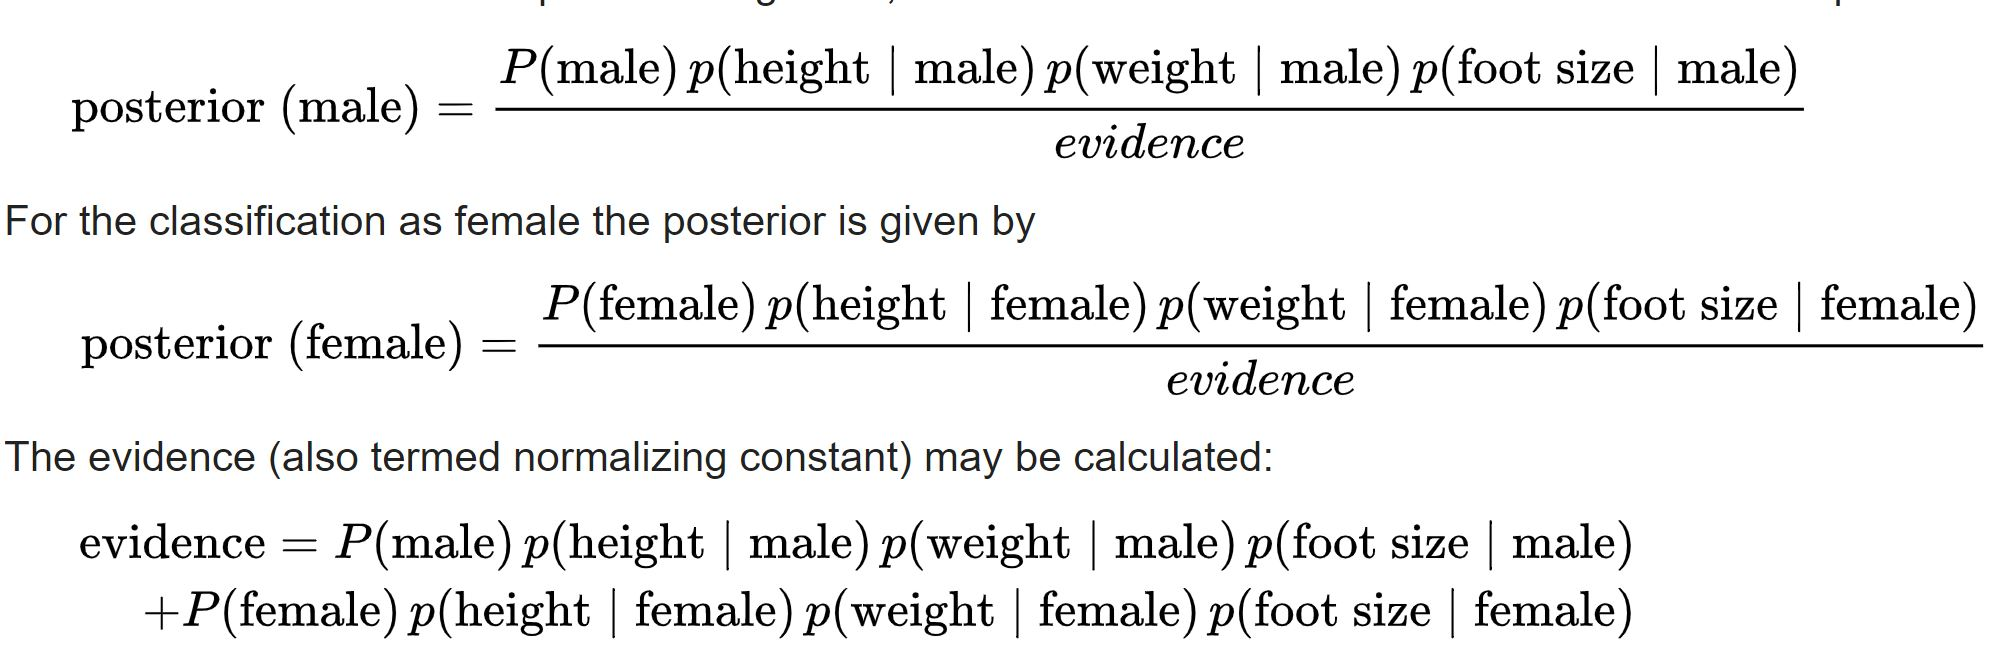 posterior (male) = P(male) p(height | male) p(weight | male) p(foot size | male) / evidence
For the classification as female the posterior is given by
posterior (female) = P(female) p(height | female) p(weight | female) p(foot size | female) / evidence
The evidence (also termed normalizing constant) may be calculated:
evidence = P(male) p(height | male) p(weight | male) p(foot size | male)
+P(female) p(height | female) p(weight | female) p(foot size | female)